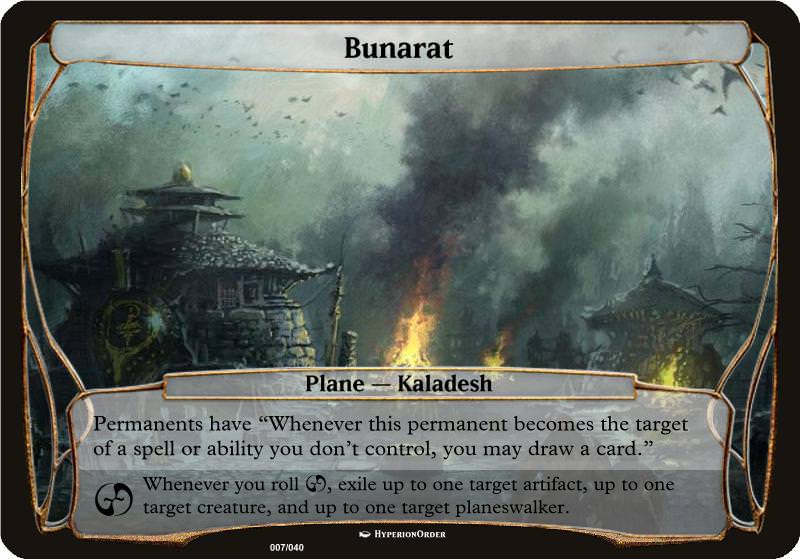 Bunarat
Plane — Kaladesh
Permanents have “Whenever this permanent becomes the target
of a spell or ability you don’t control, you may draw a card.”
Whenever you roll , exile up to one target artifact, up to one
target creature, and up to one target planeswalker.
HyperionOrder
007/040